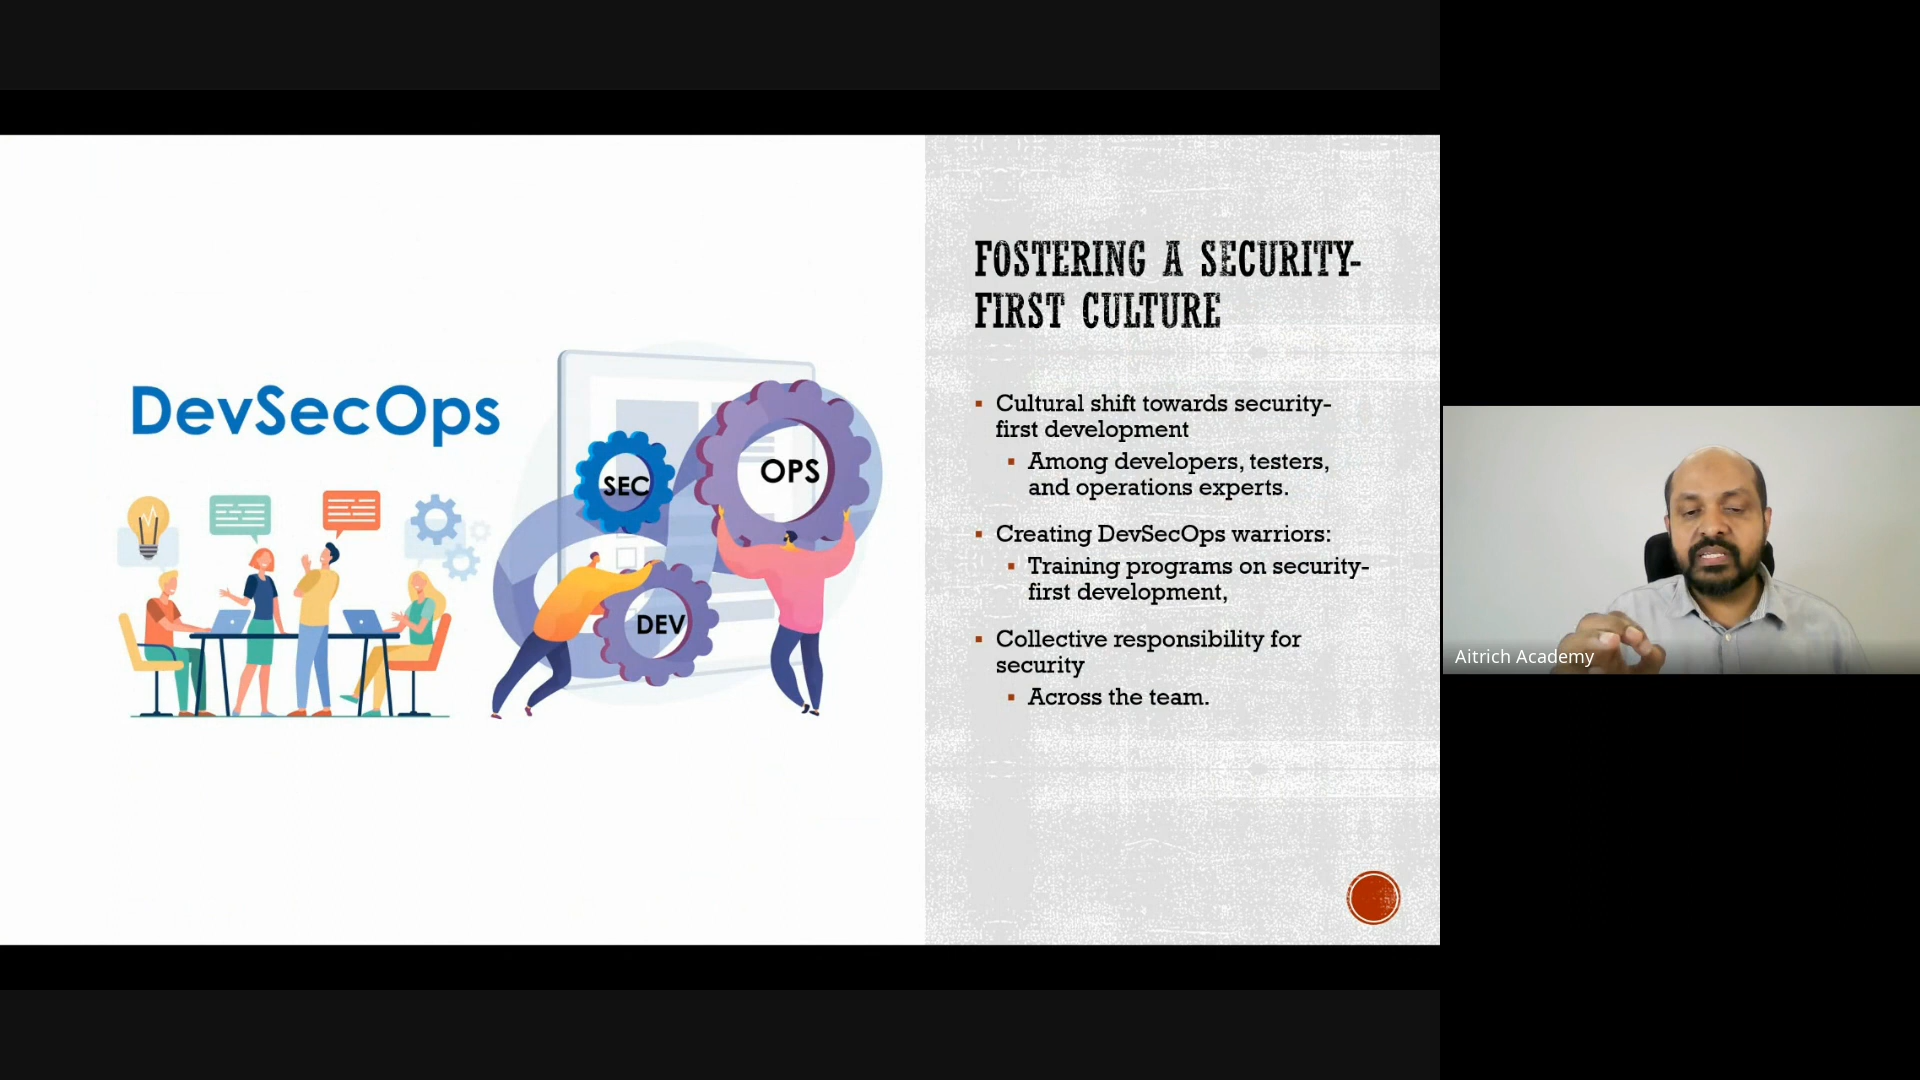 DevSecOps
SEC
OPS
DEV
FOSTERING A SECURITY-
FIRST CULTURE
Cultural shift towards security-
first development
Among developers, testers,
and operations experts.
Creating DevSecOps warriors:
Training programs on security-
first development,
Collective responsibility for
security
Across the team.
Aitrich Academy